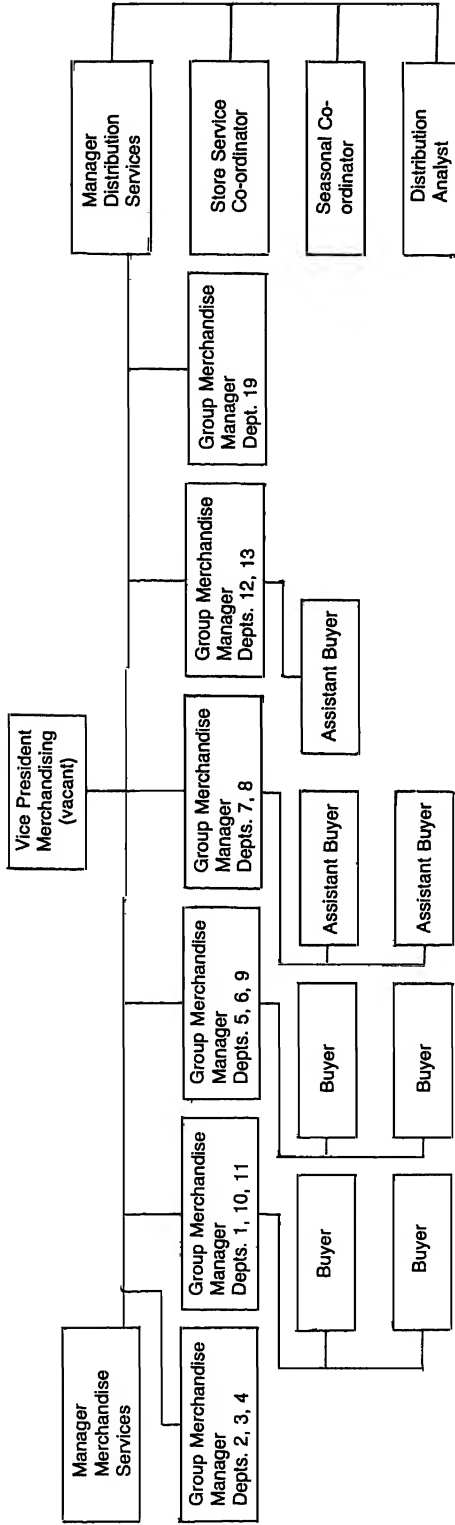 Vice President
Merchandising
(vacant)
Manager
Merchandise
Services
Manager
Distribution
Services
Group Merchandise
Manager
Depts. 2, 3, 4
Group Merchandise
Manager
Depts. 1, 10, 11
Group Merchandise
Manager
Depts. 5, 6, 9
Group Merchandise
Manager
Depts. 7, 8
Group Merchandise
Manager
Depts. 12, 13
Group Merchandise
Manager
Dept. 19
Store Service
Co-ordinator
Buyer
Buyer
Assistant Buyer
Assistant Buyer
Seasonal Co-
ordinator
Buyer
Buyer
Assistant Buyer
Distribution
Analyst